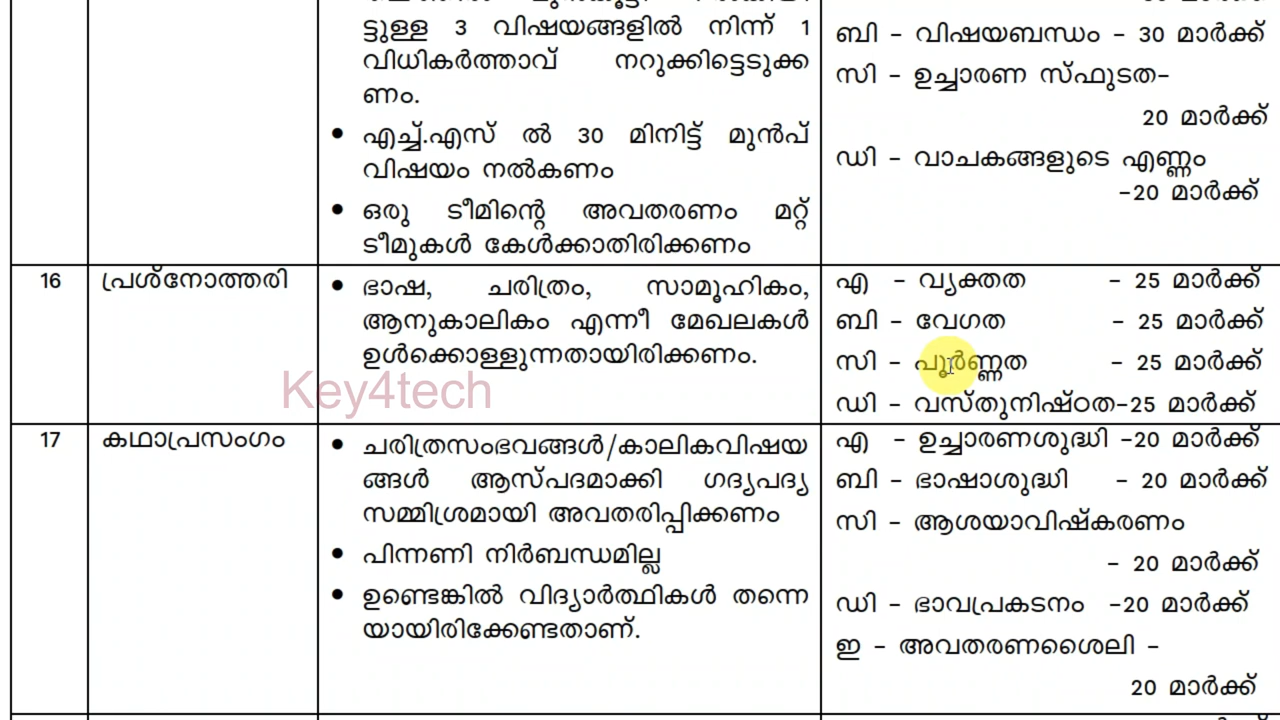 ട്ടുള്ള 3 വിഷയങ്ങളിൽ നിന്ന് 1
വിധികർത്താവ് നറുക്കിട്ടെടുക്ക
ണം.
എച്ച്.എസ് ൽ 30 മിനിട്ട് മുൻപ്
വിഷയം നൽകണം
ഒരു ടീമിന്റെ അവതരണം മറ്റ്
ടീമുകൾ കേൾക്കാതിരിക്കണം
ബി - വിഷയബന്ധം - 30 മാർക്ക്
സി - ഉച്ചാരണ സ്ഫുടത-
20 മാർക്ക്
ഡി - വാചകങ്ങളുടെ എണ്ണം
-20 മാർക്ക്
16 പ്രശ്നോത്തരി
ഭാഷ, ചരിത്രം, സാമൂഹികം,
ആനുകാലികം എന്നീ മേഖലകൾ
ഉൾക്കൊള്ളുന്നതായിരിക്കണം.
എ - വ്യക്തത - 25 മാർക്ക്
ബി - വേഗത - 25 മാർക്ക്
സി - പൂർണ്ണത - 25 മാർക്ക്
ഡി - വസ്തുനിഷ്ഠത-25 മാർക്ക്
Key4tech
17 കഥാപ്രസംഗം
ചരിത്രസംഭവങ്ങൾ/കാലികവിഷയ
ങ്ങൾ ആസ്പദമാക്കി ഗദ്യപദ്യ
സമ്മിശ്രമായി അവതരിപ്പിക്കണം
പിന്നണി നിർബന്ധമില്ല
ഉണ്ടെങ്കിൽ വിദ്യാർത്ഥികൾ തന്നെ
യായിരിക്കേണ്ടതാണ്.
എ - ഉച്ചാരണശുദ്ധി -20 മാർക്ക്
ബി - ഭാഷാശുദ്ധി - 20 മാർക്ക്
സി - ആശയാവിഷ്കരണം
- 20 മാർക്ക്
ഡി - ഭാവപ്രകടനം -20 മാർക്ക്
ഇ - അവതരണശൈലി -
20 മാർക്ക്